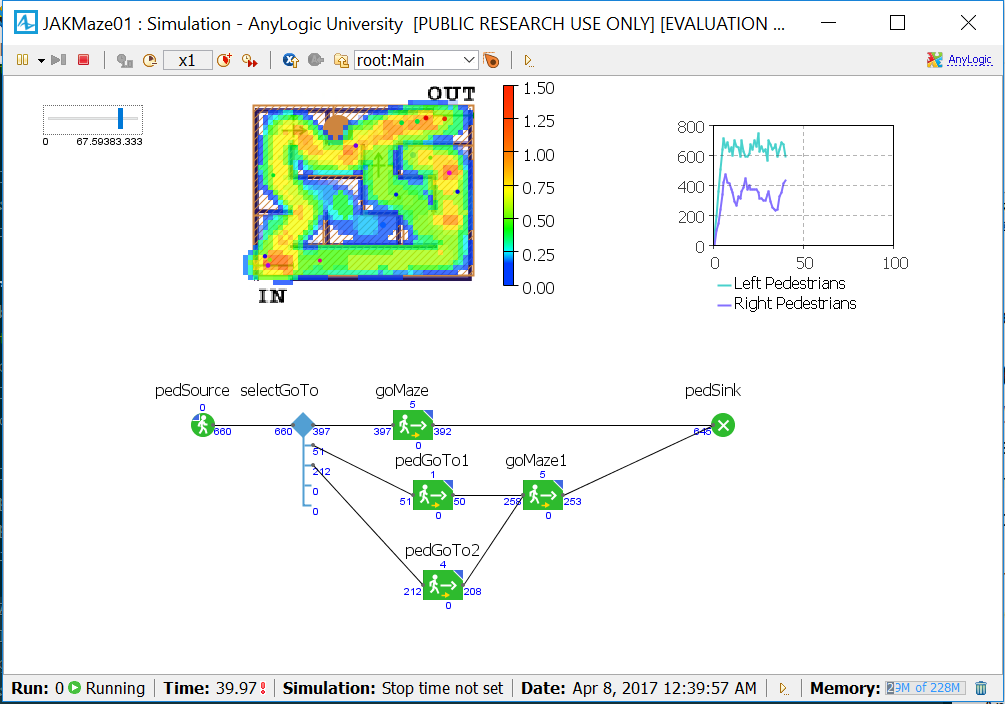 JAKMaze01 : Simulation - AnyLogic University [PUBLIC RESEARCH USE ONLY] [EVALUATION ...
x1
root:Main
AnyLogic
0 67.59383.333
OUT
IN
1.50
1.25
1.00
0.75
0.50
0.25
0.00
800
600
400
200
0
0 50 100
Left Pedestrians
Right Pedestrians
pedSource selectGoTo goMaze pedSink
0 5
660 660 397 397 392 645
0
51
212
0
0
pedGoTo1 goMaze1
1 5
51 50 258 253
0 0
pedGoTo2
4
212 208
0
Run: 0 Running Time: 39.97 Simulation: Stop time not set Date: Apr 8, 2017 12:39:57 AM Memory: 29M of 228M